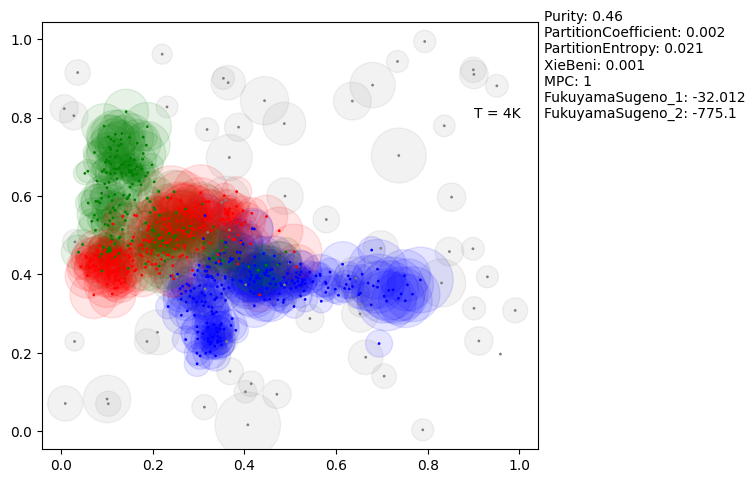 Purity: 0.46
PartitionCoefficient: 0.002
PartitionEntropy: 0.021
XieBeni: 0.001
MPC: 1
FukuyamaSugeno_1: -32.012
FukuyamaSugeno_2: -775.1
T = 4K
1.0
0.8
0.6
0.4
0.2
0.0
0.0 0.2 0.4 0.6 0.8 1.0